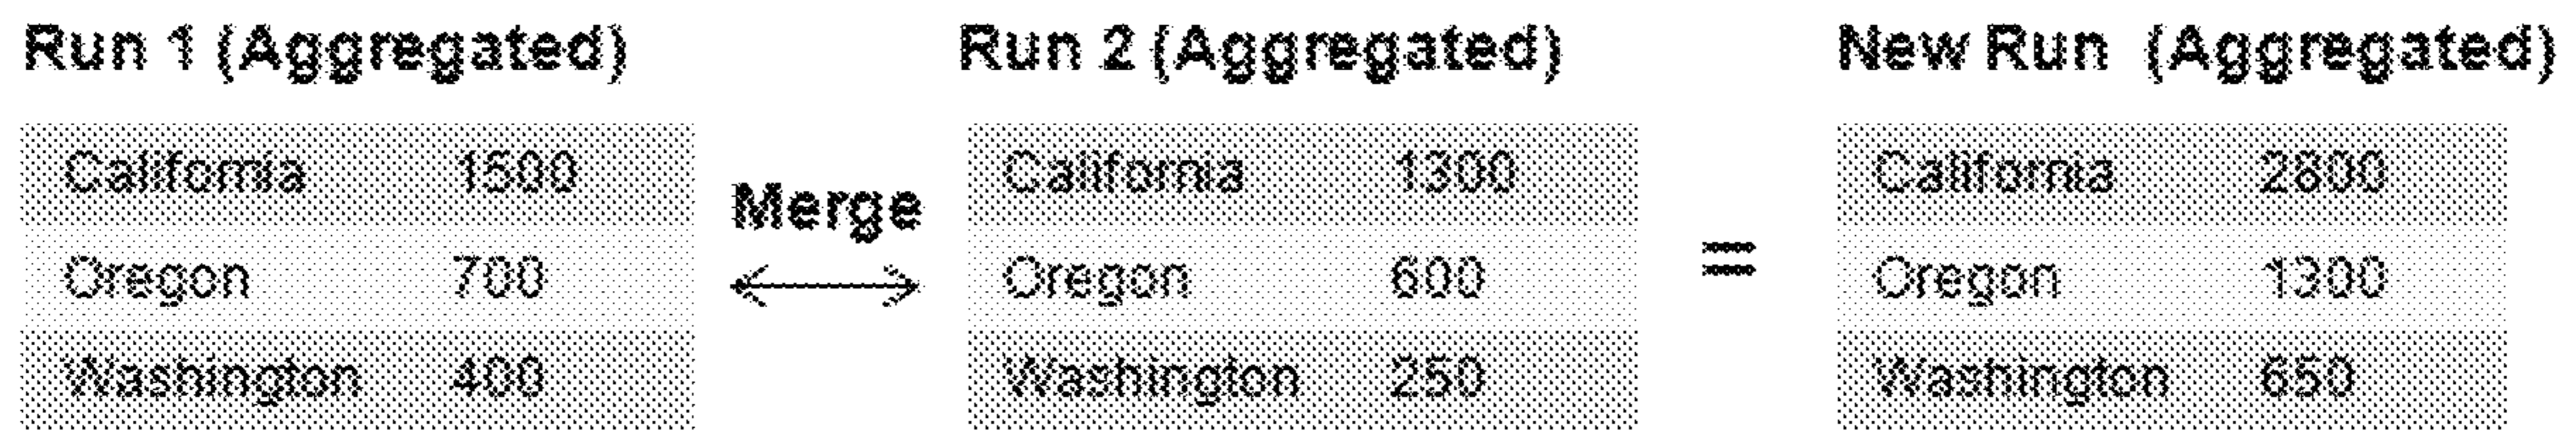 Run 1 (Aggregated) Run 2 (Aggregated) New Run (Aggregated)
California 1500 California 1300 California 2800
Merge
Oregon 700 Oregon 600 = Oregon 1300
Washington 400 Washington 250 Washington 650